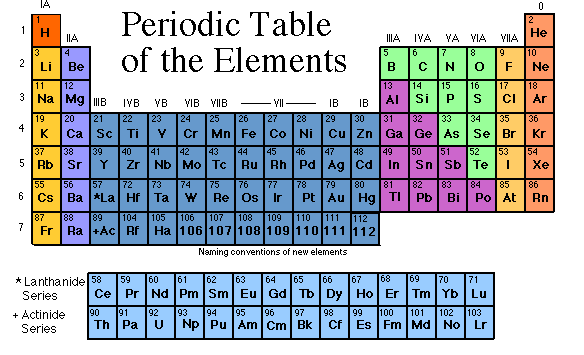 IA 0
1 2
1 H Periodic Table He
IIA of the Elements IIIA IVA VA VIA VIIA
3 4 5 6 7 8 9 10
2 Li Be B C N O F Ne
11 12 13 14 15 16 17 18
3 Na Mg IIIB IVB VB VIB VIIB —— VII —— IB IB Al Si P S Cl Ar
19 20 21 22 23 24 25 26 27 28 29 30 31 32 33 34 35 36
4 K Ca Sc Ti V Cr Mn Fe Co Ni Cu Zn Ga Ge As Se Br Kr
37 38 39 40 41 42 43 44 45 46 47 48 49 50 51 52 53 54
5 Rb Sr Y Zr Nb Mo Tc Ru Rh Pd Ag Cd In Sn Sb Te I Xe
55 56 57 72 73 74 75 76 77 78 79 80 81 82 83 84 85 86
6 Cs Ba *La Hf Ta W Re Os Ir Pt Au Hg Tl Pb Bi Po At Rn
87 88 89 104 105 106 107 108 109 110 111 112
7 Fr Ra +Ac Rf Ha 106 107 108 109 110 111 112
Naming conventions of new elements
58 59 60 61 62 63 64 65 66 67 68 69 70 71
* Lanthanide Series Ce Pr Nd Pm Sm Eu Gd Tb Dy Ho Er Tm Yb Lu
90 91 92 93 94 95 96 97 98 99 100 101 102 103
+ Actinide Series Th Pa U Np Pu Am Cm Bk Cf Es Fm Md No Lr